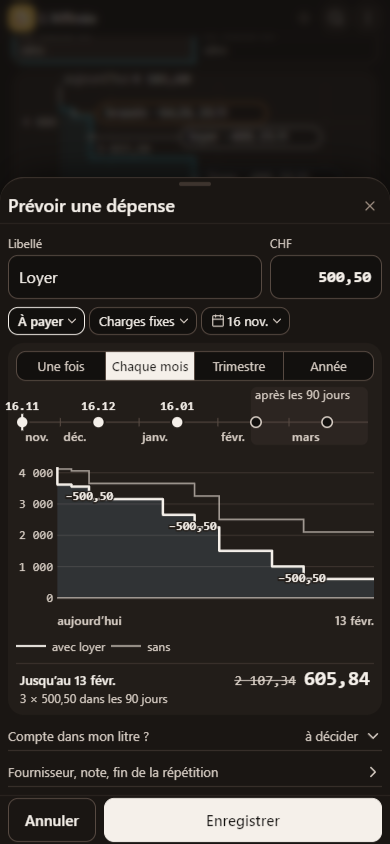 Prévoir une dépense
Libellé
CHF
Loyer
500,50
À payer
Charges fixes
16 nov.
Une fois
Chaque mois
Trimestre
Année
après les 90 jours
16.11
16.12
16.01
nov.
déc.
janv.
févr.
mars
4 000
3 000
2 000
1 000
0
−500,50
−500,50
−500,50
aujourd'hui
13 févr.
avec loyer
sans
Jusqu'au 13 févr.
2 107,34 605,84
3 × 500,50 dans les 90 jours
Compte dans mon litre ?
à décider
Fournisseur, note, fin de la répétition
Annuler
Enregistrer